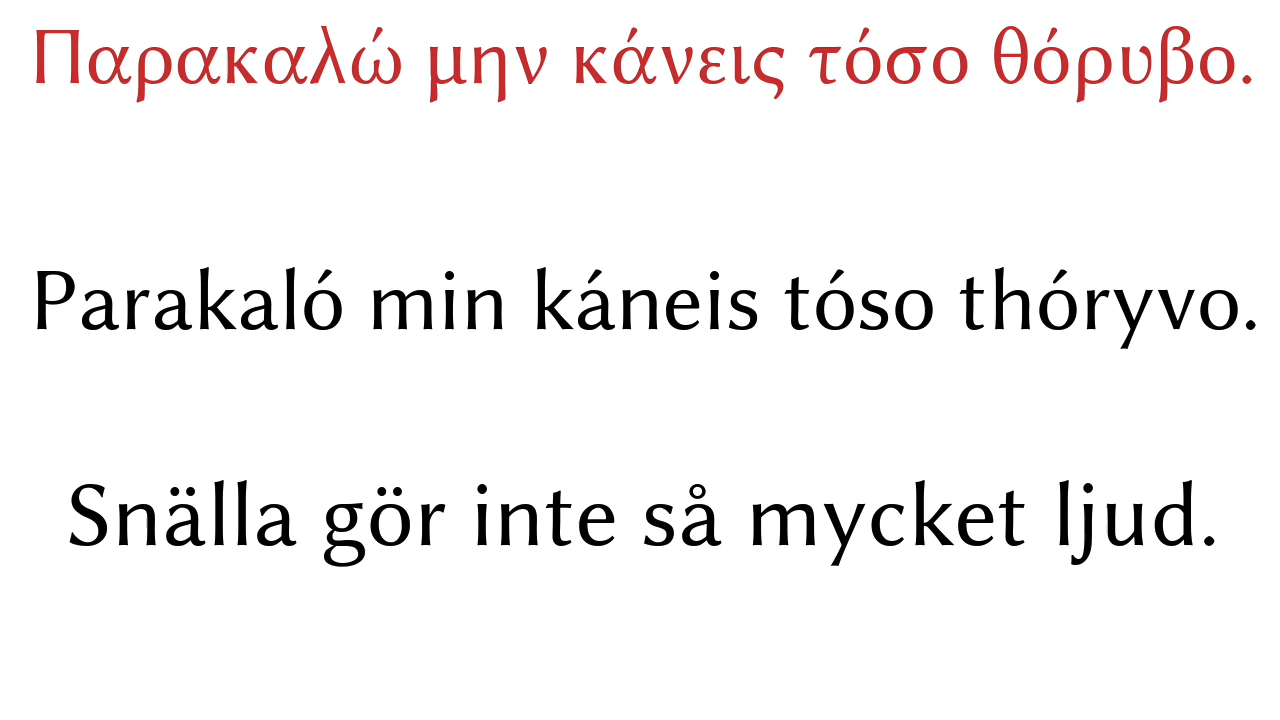 Παρακαλώ μην κάνεις τόσο θόρυβο.
Parakaló min káneis tóso thóryvo.
Snälla gör inte så mycket ljud.